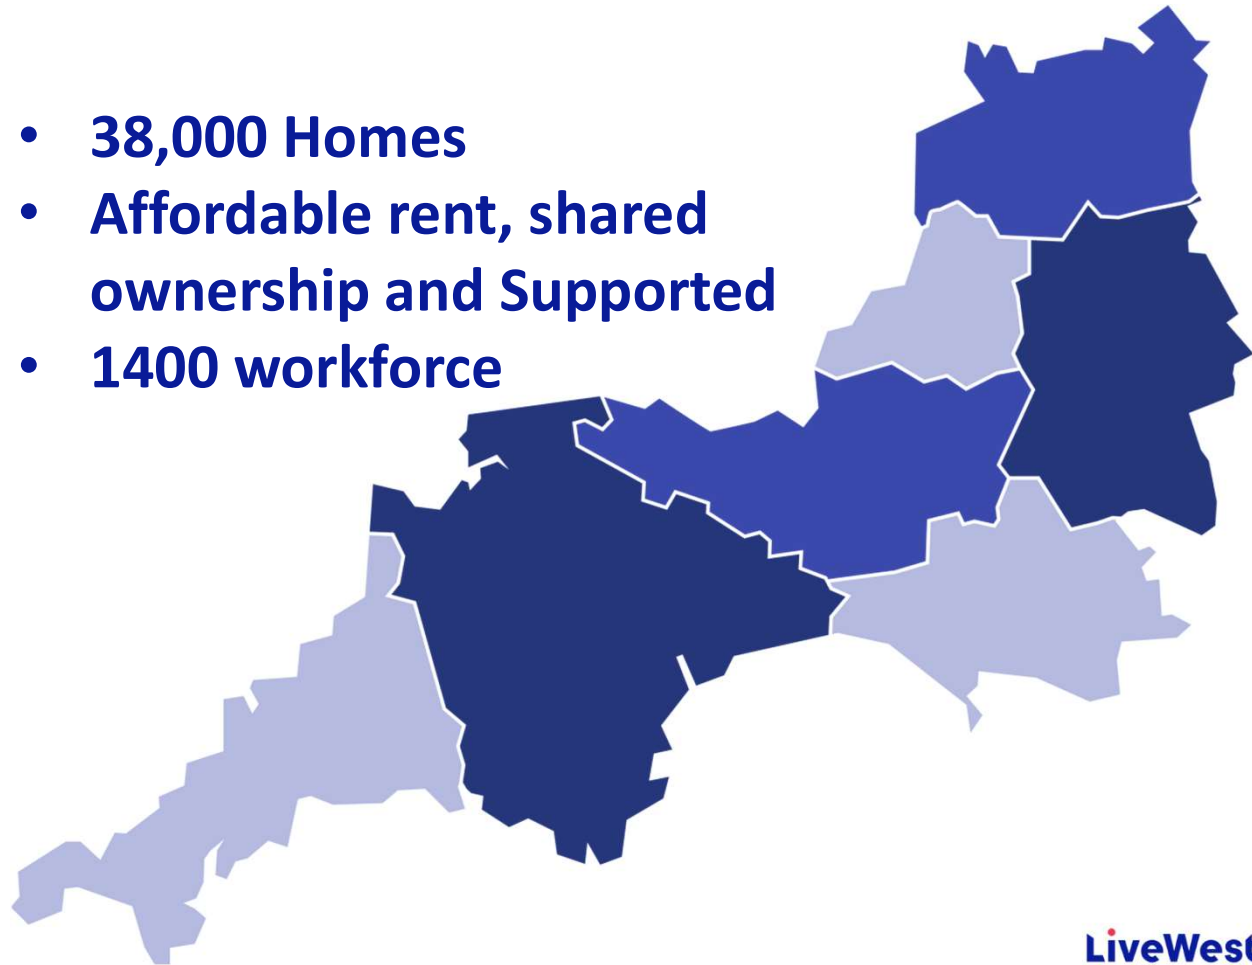 • 38,000 Homes
• Affordable rent, shared
ownership and Supported
• 1400 workforce
LiveWest